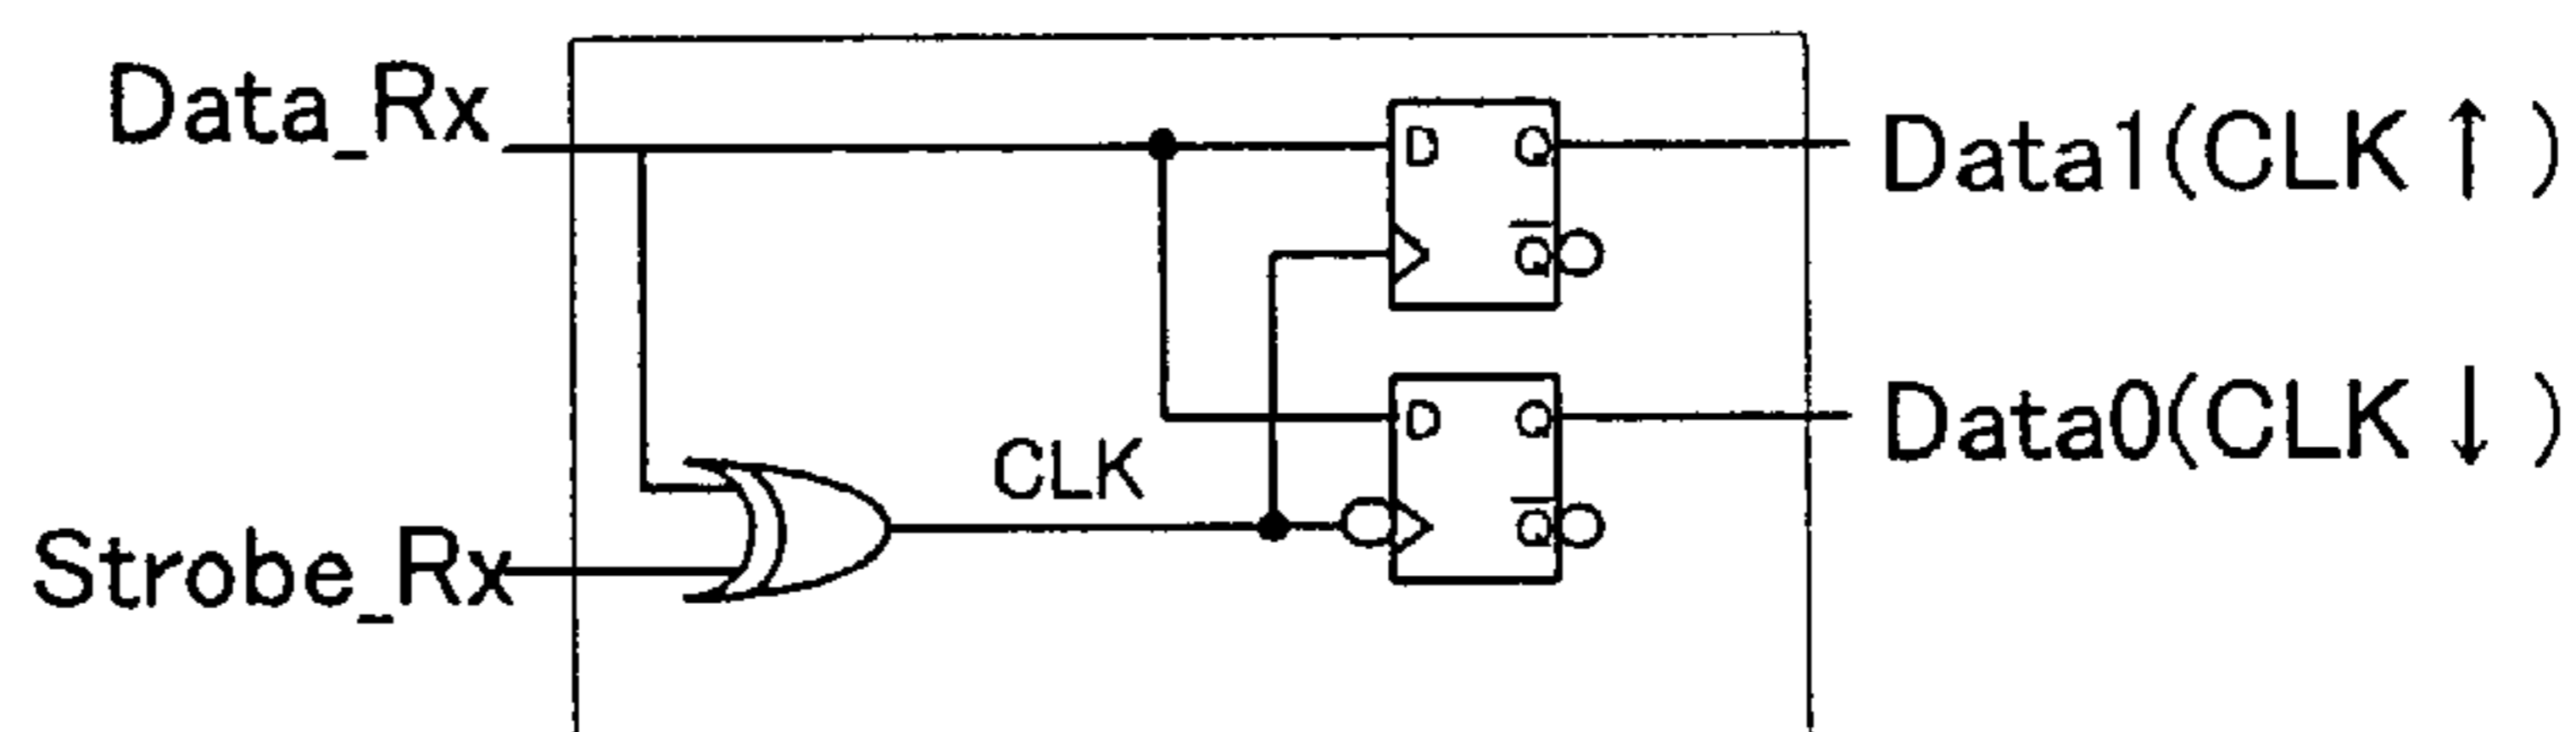 Data_Rx
D Q
Data1(CLK ↑)
Q̅
D Q
Data0(CLK ↓)
CLK
Q̅
Strobe_Rx